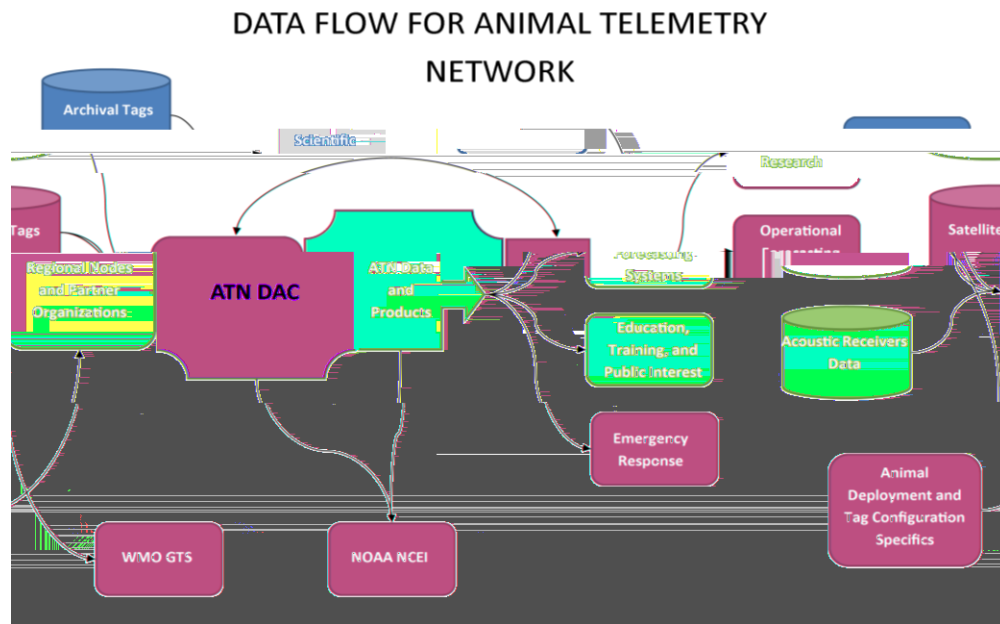 DATA FLOW FOR ANIMAL TELEMETRY
NETWORK
Archival Tags
Scientific
Research
Tags
Operational
Forecasting
Systems
Satellite
Regional Nodes
and Partner
Organizations
ATN DAC
ATN Data
and
Products
Education,
Training, and
Public Interest
Acoustic Receivers
Data
Emergency
Response
Animal
Deployment and
Tag Configuration
Specifics
WMO GTS
NOAA NCEI